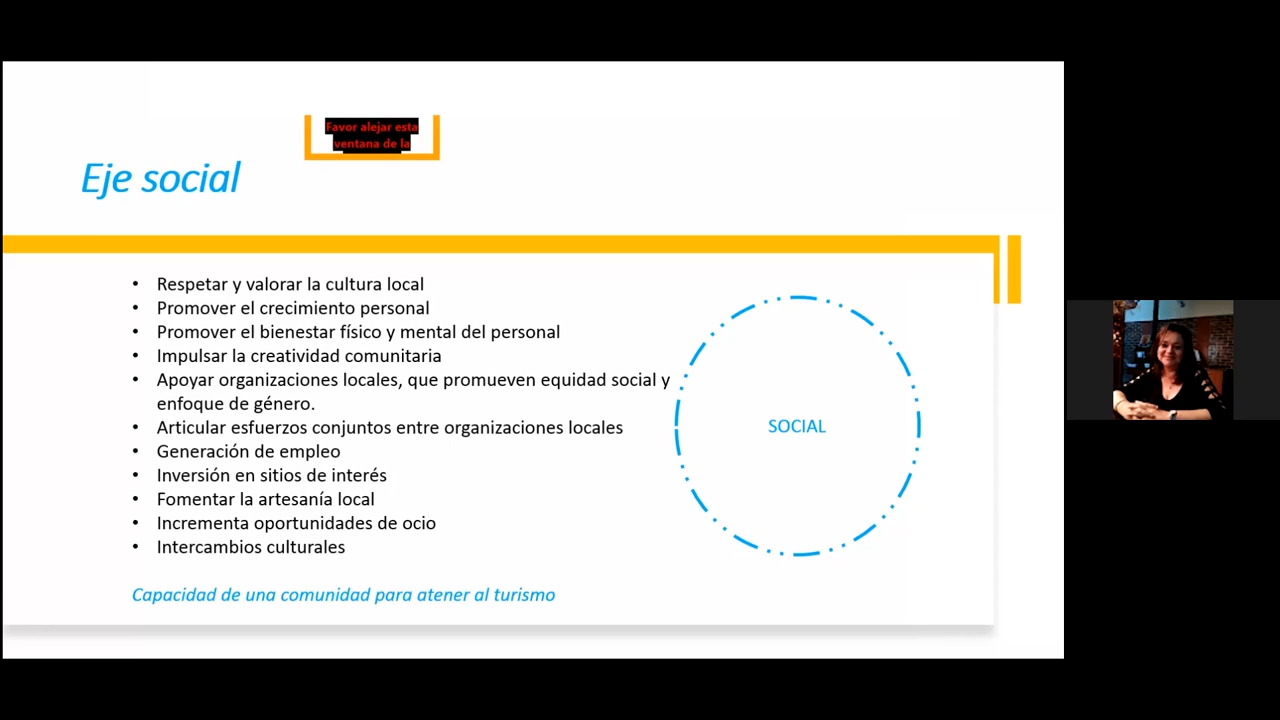 Favor alejar esta
ventana de la
Eje social
• Respetar y valorar la cultura local
• Promover el crecimiento personal
• Promover el bienestar físico y mental del personal
• Impulsar la creatividad comunitaria
• Apoyar organizaciones locales, que promueven equidad social y
enfoque de género.
• Articular esfuerzos conjuntos entre organizaciones locales
• Generación de empleo
• Inversión en sitios de interés
• Fomentar la artesanía local
• Incrementa oportunidades de ocio
• Intercambios culturales
SOCIAL
Capacidad de una comunidad para atener al turismo